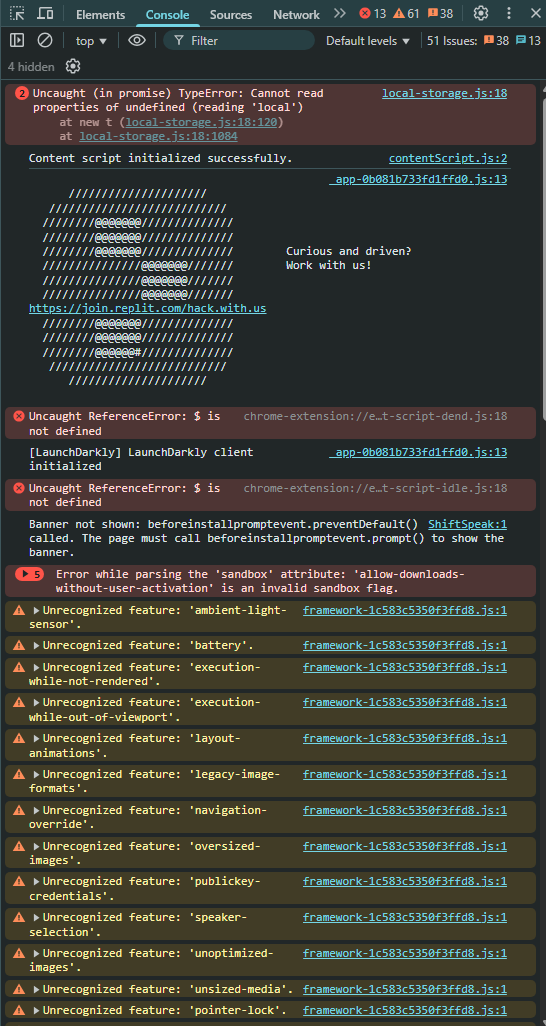 Elements Console Sources Network 13 61 38
top Filter Default levels 51 Issues: 38 13
4 hidden
2 Uncaught (in promise) TypeError: Cannot read local-storage.js:18
properties of undefined (reading 'local')
at new t (local-storage.js:18:120)
at local-storage.js:18:1084
Content script initialized successfully. contentScript.js:2
_app-0b081b733fd1ffd0.js:13
/////////////////////
///////////////////////////
////////@@@@@@@//////////////
////////@@@@@@@//////////////
////////@@@@@@@////////////// Curious and driven?
///////////////@@@@@@@/////// Work with us!
///////////////@@@@@@@///////
///////////////@@@@@@@///////
https://join.replit.com/hack.with.us
////////@@@@@@@//////////////
////////@@@@@@@//////////////
////////@@@@@@#//////////////
///////////////////////////
/////////////////////
Uncaught ReferenceError: $ is chrome-extension://e…t-script-dend.js:18
not defined
[LaunchDarkly] LaunchDarkly client _app-0b081b733fd1ffd0.js:13
initialized
Uncaught ReferenceError: $ is chrome-extension://e…t-script-idle.js:18
not defined
Banner not shown: beforeinstallpromptevent.preventDefault() ShiftSpeak:1
called. The page must call beforeinstallpromptevent.prompt() to show the
banner.
5 Error while parsing the 'sandbox' attribute: 'allow-downloads-
without-user-activation' is an invalid sandbox flag.
Unrecognized feature: 'ambient-light- framework-1c583c5350f3ffd8.js:1
sensor'.
Unrecognized feature: 'battery'. framework-1c583c5350f3ffd8.js:1
Unrecognized feature: 'execution- framework-1c583c5350f3ffd8.js:1
while-not-rendered'.
Unrecognized feature: 'execution- framework-1c583c5350f3ffd8.js:1
while-out-of-viewport'.
Unrecognized feature: 'layout- framework-1c583c5350f3ffd8.js:1
animations'.
Unrecognized feature: 'legacy-image- framework-1c583c5350f3ffd8.js:1
formats'.
Unrecognized feature: 'navigation- framework-1c583c5350f3ffd8.js:1
override'.
Unrecognized feature: 'oversized- framework-1c583c5350f3ffd8.js:1
images'.
Unrecognized feature: 'publickey- framework-1c583c5350f3ffd8.js:1
credentials'.
Unrecognized feature: 'speaker- framework-1c583c5350f3ffd8.js:1
selection'.
Unrecognized feature: 'unoptimized- framework-1c583c5350f3ffd8.js:1
images'.
Unrecognized feature: 'unsized-media'. framework-1c583c5350f3ffd8.js:1
Unrecognized feature: 'pointer-lock'. framework-1c583c5350f3ffd8.js:1